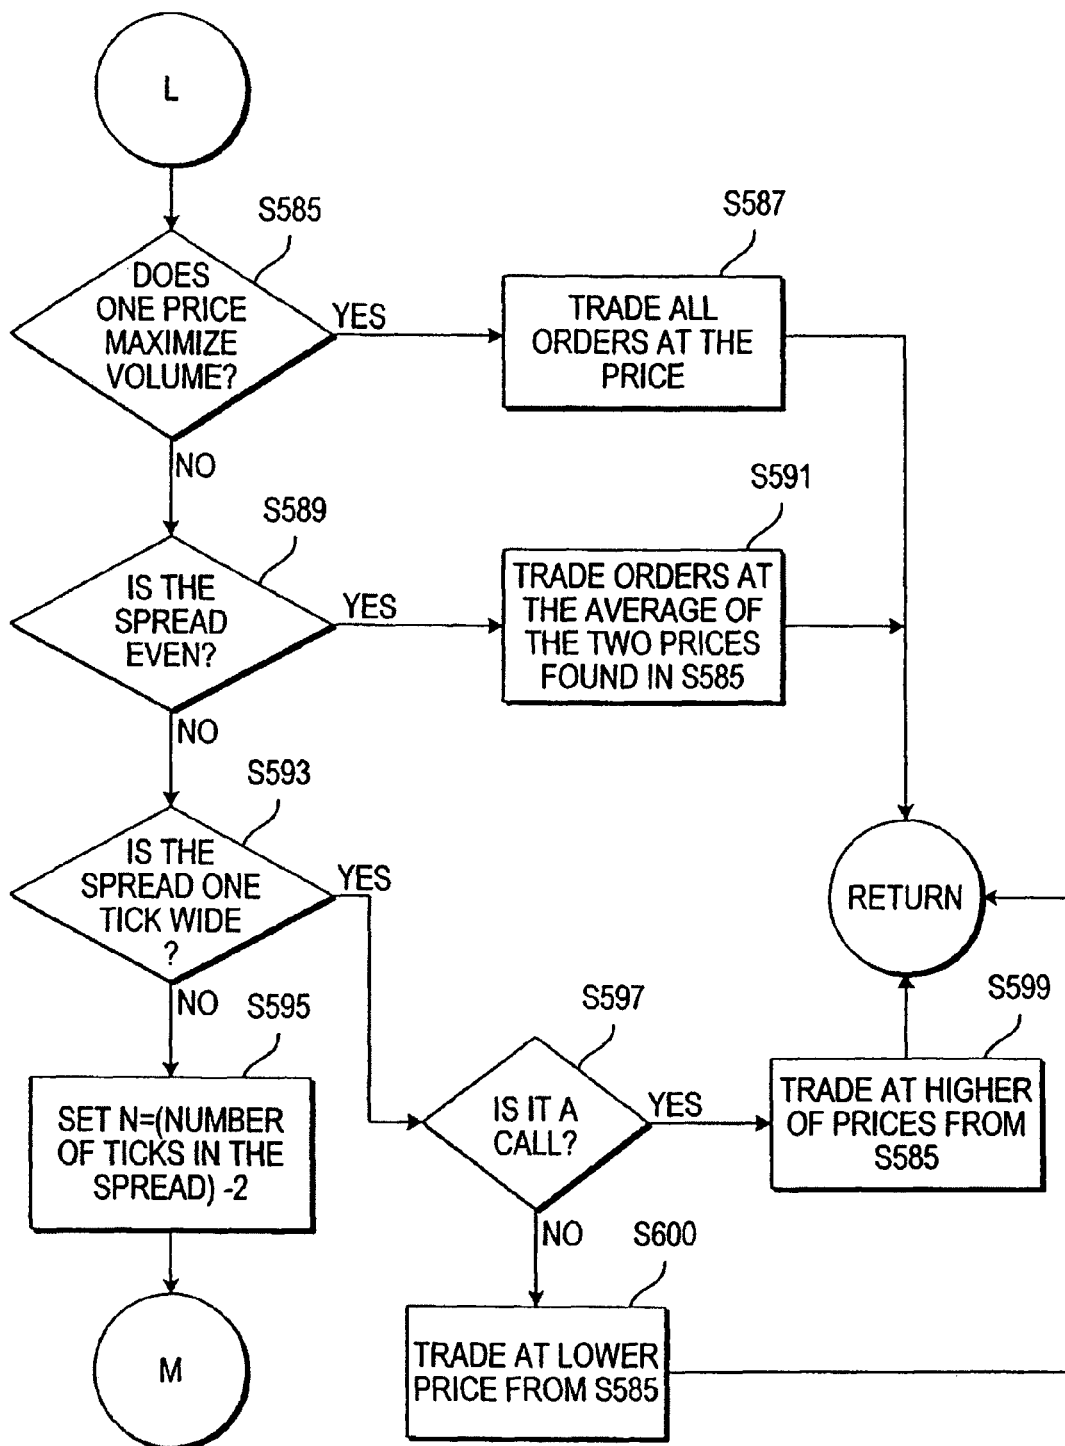 L
S585
DOES
ONE PRICE
MAXIMIZE
VOLUME?
YES
S587
TRADE ALL
ORDERS AT THE
PRICE
NO
S589
IS THE
SPREAD
EVEN?
YES
S591
TRADE ORDERS AT
THE AVERAGE OF
THE TWO PRICES
FOUND IN S585
NO
S593
IS THE
SPREAD ONE
TICK WIDE
?
YES
RETURN
NO
S595
SET N=(NUMBER
OF TICKS IN THE
SPREAD) -2
S597
IS IT A
CALL?
YES
S599
TRADE AT HIGHER
OF PRICES FROM
S585
NO
S600
TRADE AT LOWER
PRICE FROM S585
M